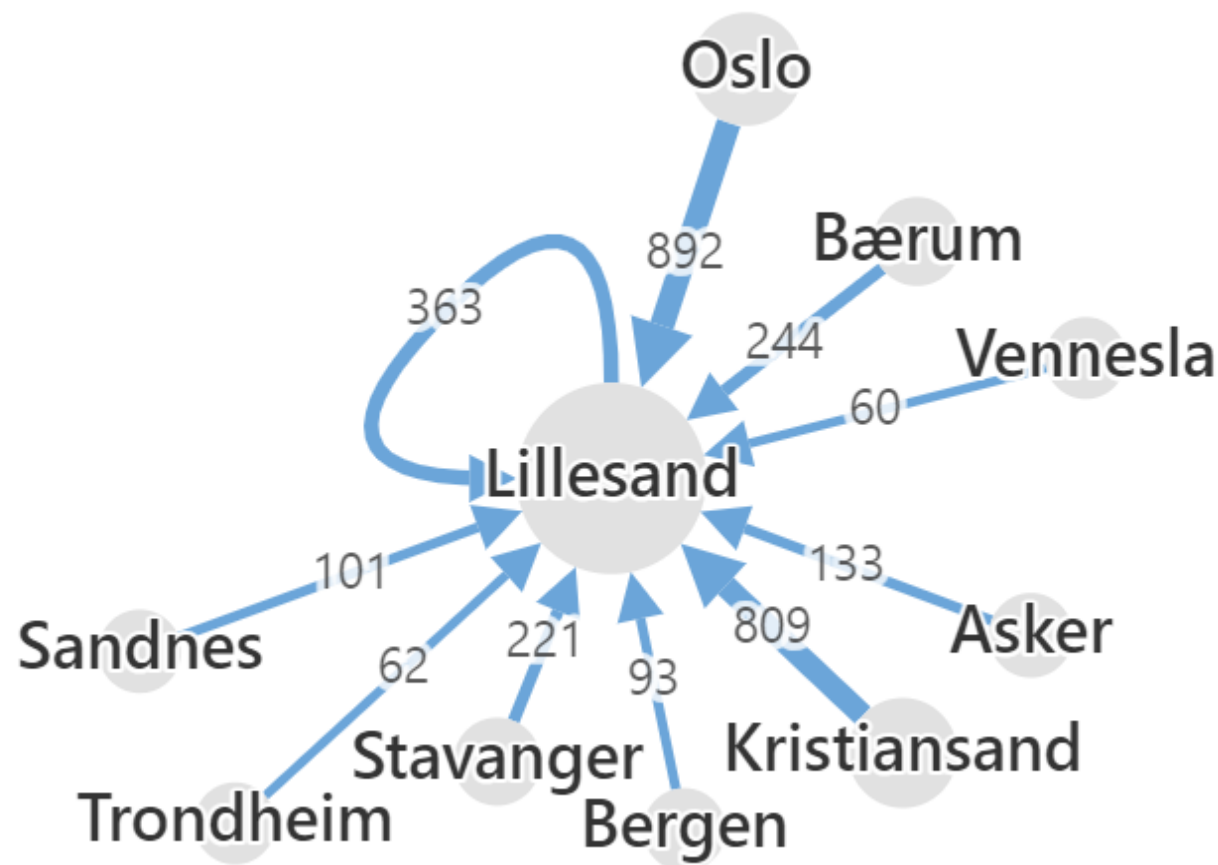 Oslo
892
Bærum
363
244
Vennesla
60
Lillesand
101
133
Sandnes
62
221
93
809
Asker
Stavanger
Kristiansand
Trondheim
Bergen